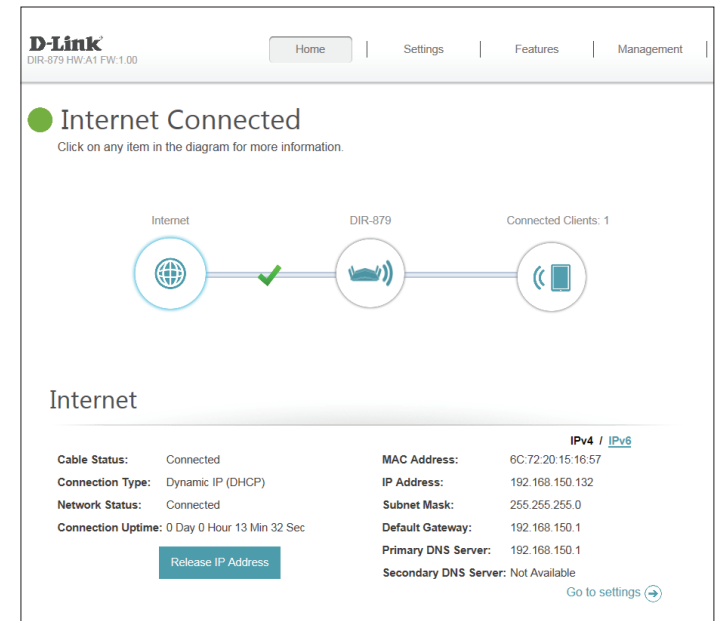 D-Link
DIR-879 HW:A1 FW:1.00
Home | Settings | Features | Management |
Internet Connected
Click on any item in the diagram for more information.
Internet DIR-879 Connected Clients: 1
Internet
IPv4 / IPv6
Cable Status: Connected MAC Address: 6C:72:20:15:16:57
Connection Type: Dynamic IP (DHCP) IP Address: 192.168.150.132
Network Status: Connected Subnet Mask: 255.255.255.0
Connection Uptime: 0 Day 0 Hour 13 Min 32 Sec Default Gateway: 192.168.150.1
Release IP Address Primary DNS Server: 192.168.150.1
Secondary DNS Server: Not Available
Go to settings